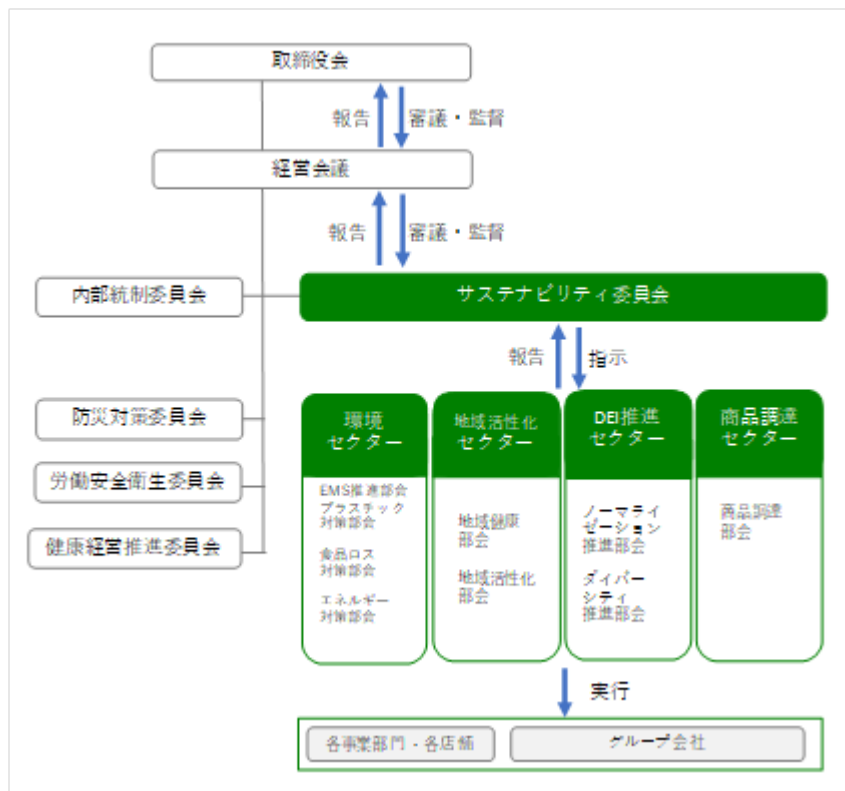 取締役会
報告
審議・監督
経営会議
報告
審議・監督
内部統制委員会
サステナビリティ委員会
報告
指示
防災対策委員会
労働安全衛生委員会
健康経営推進委員会
環境
セクター
EMS推進部会
プラスチック
対策部会
食品ロス
対策部会
エネルギー
対策部会
地域活性化
セクター
地域健康
部会
地域活性化
部会
DEI推進
セクター
ノーマライ
ゼーション
推進部会
ダイバー
シティ
推進部会
商品調達
セクター
商品調達
部会
実行
各事業部門・各店舗
グループ会社